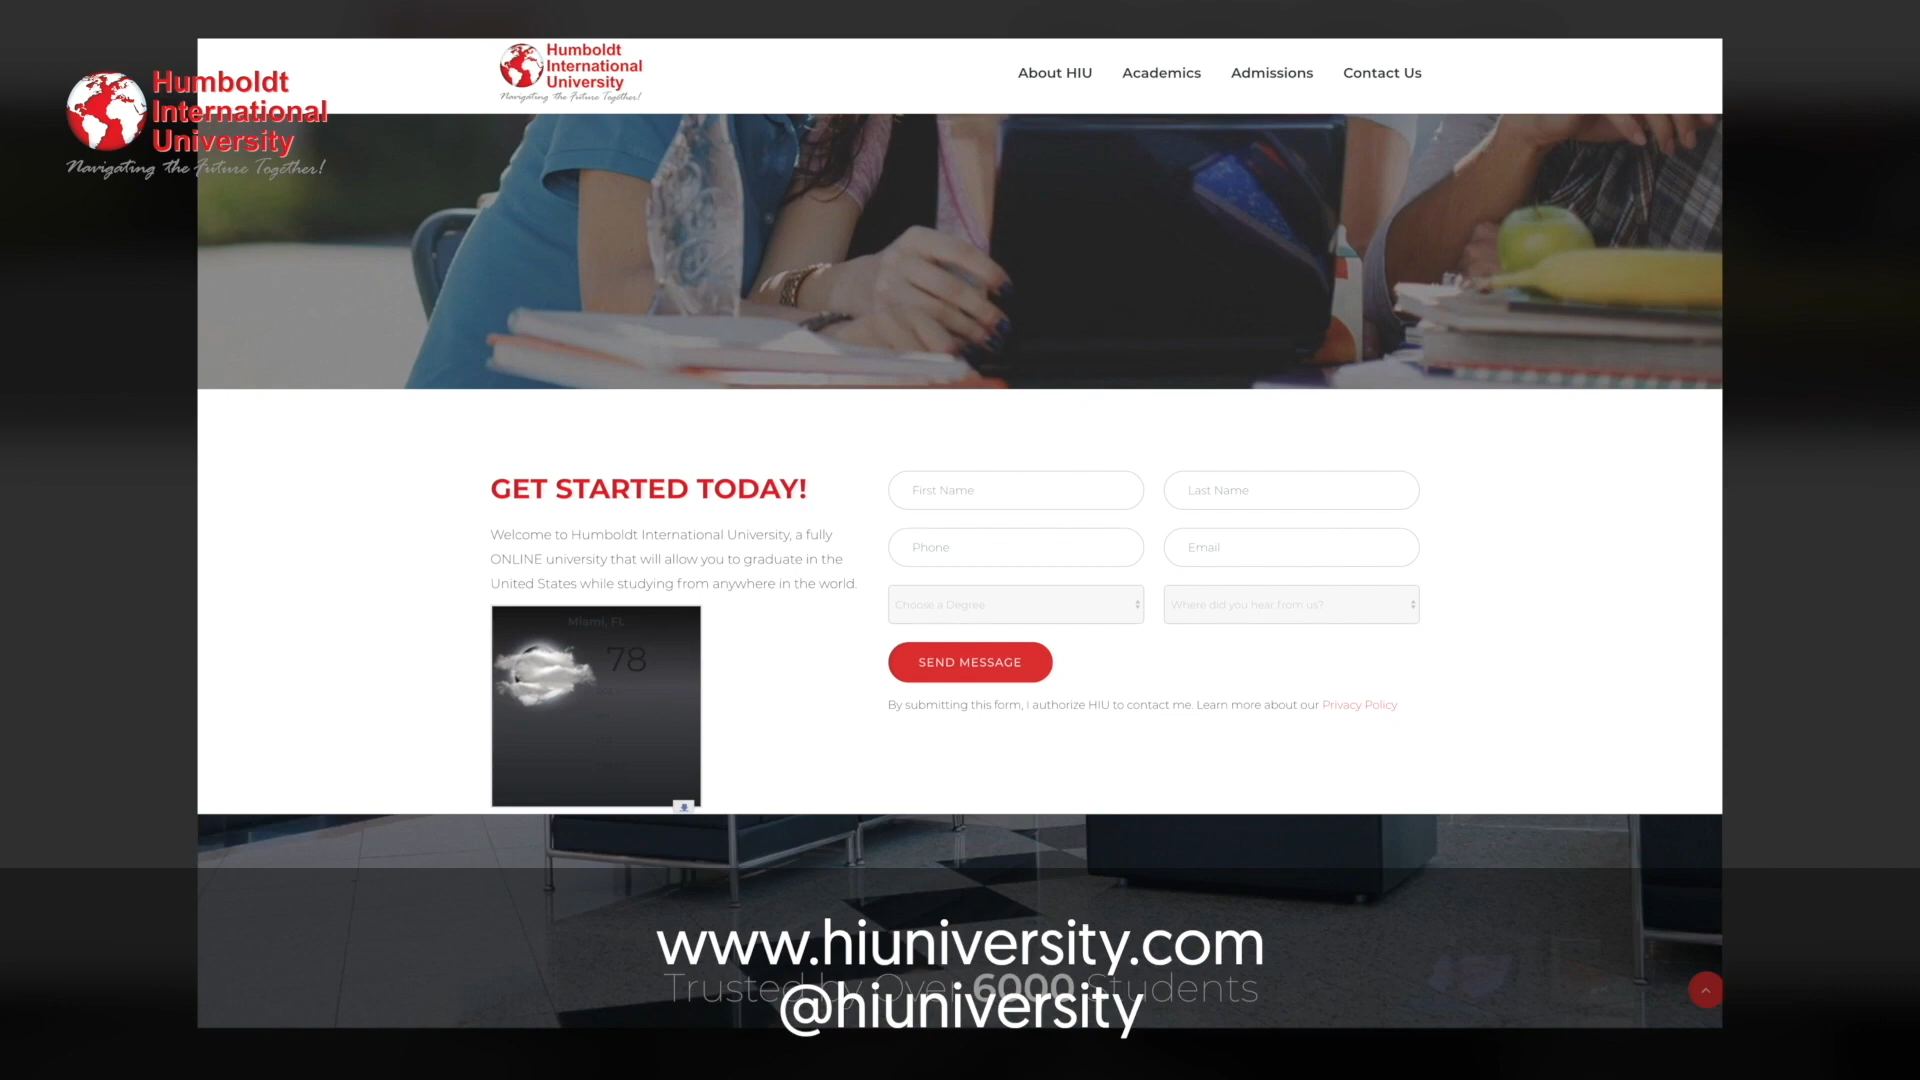 Humboldt
International
University
Navigating the Future Together!
Humboldt
International
University
Navigating the Future Together!
About HIU
Academics
Admissions
Contact Us
GET STARTED TODAY!
Welcome to Humboldt International University, a fully
ONLINE university that will allow you to graduate in the
United States while studying from anywhere in the world.
Miami, FL
78
First Name
Last Name
Phone
Email
Choose a Degree
Where did you hear from us?
SEND MESSAGE
By submitting this form, I authorize HIU to contact me. Learn more about our Privacy Policy
www.hiuniversity.com
Trusted by Over 6000 Students
@hiuniversity